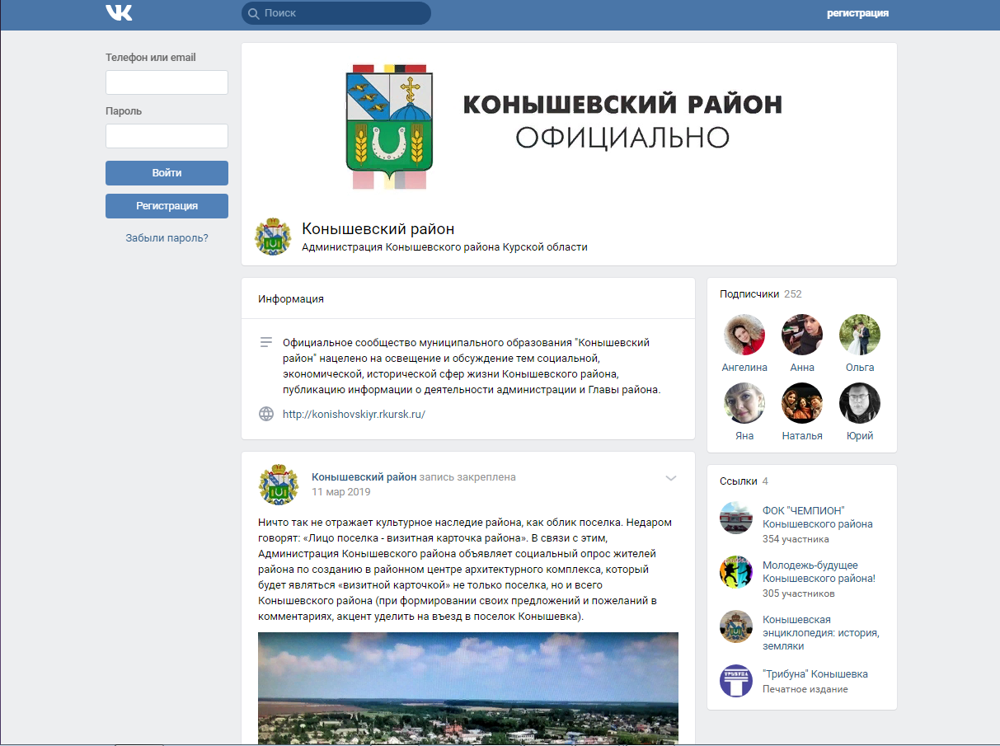 VK
Поиск
регистрация
Телефон или email
Пароль
Войти
Регистрация
Забыли пароль?
КОНЫШЕВСКИЙ РАЙОН
ОФИЦИАЛЬНО
Конышевский район
Администрация Конышевского района Курской области
Информация
Официальное сообщество муниципального образования "Конышевский
район" нацелено на освещение и обсуждение тем социальной,
экономической, исторической сфер жизни Конышевского района,
публикацию информации о деятельности администрации и Главы района.
http://konishovskiyr.rkursk.ru/
Конышевский район запись закреплена
11 мар 2019
Ничто так не отражает культурное наследие района, как облик поселка. Недаром
говорят: «Лицо поселка - визитная карточка района». В связи с этим,
Администрация Конышевского района объявляет социальный опрос жителей
района по созданию в районном центре архитектурного комплекса, который
будет являться «визитной карточкой» не только поселка, но и всего
Конышевского района (при формировании своих предложений и пожеланий в
комментариях, акцент уделить на въезд в поселок Конышевка).
Подписчики 252
Ангелина Анна Ольга
Яна Наталья Юрий
Ссылки 4
ФОК "ЧЕМПИОН"
Конышевского района
354 участника
Молодежь-будущее
Конышевского района!
305 участников
Конышевская
энциклопедия: история,
земляки
ТРИБУНА
"Трибуна" Конышевка
Печатное издание